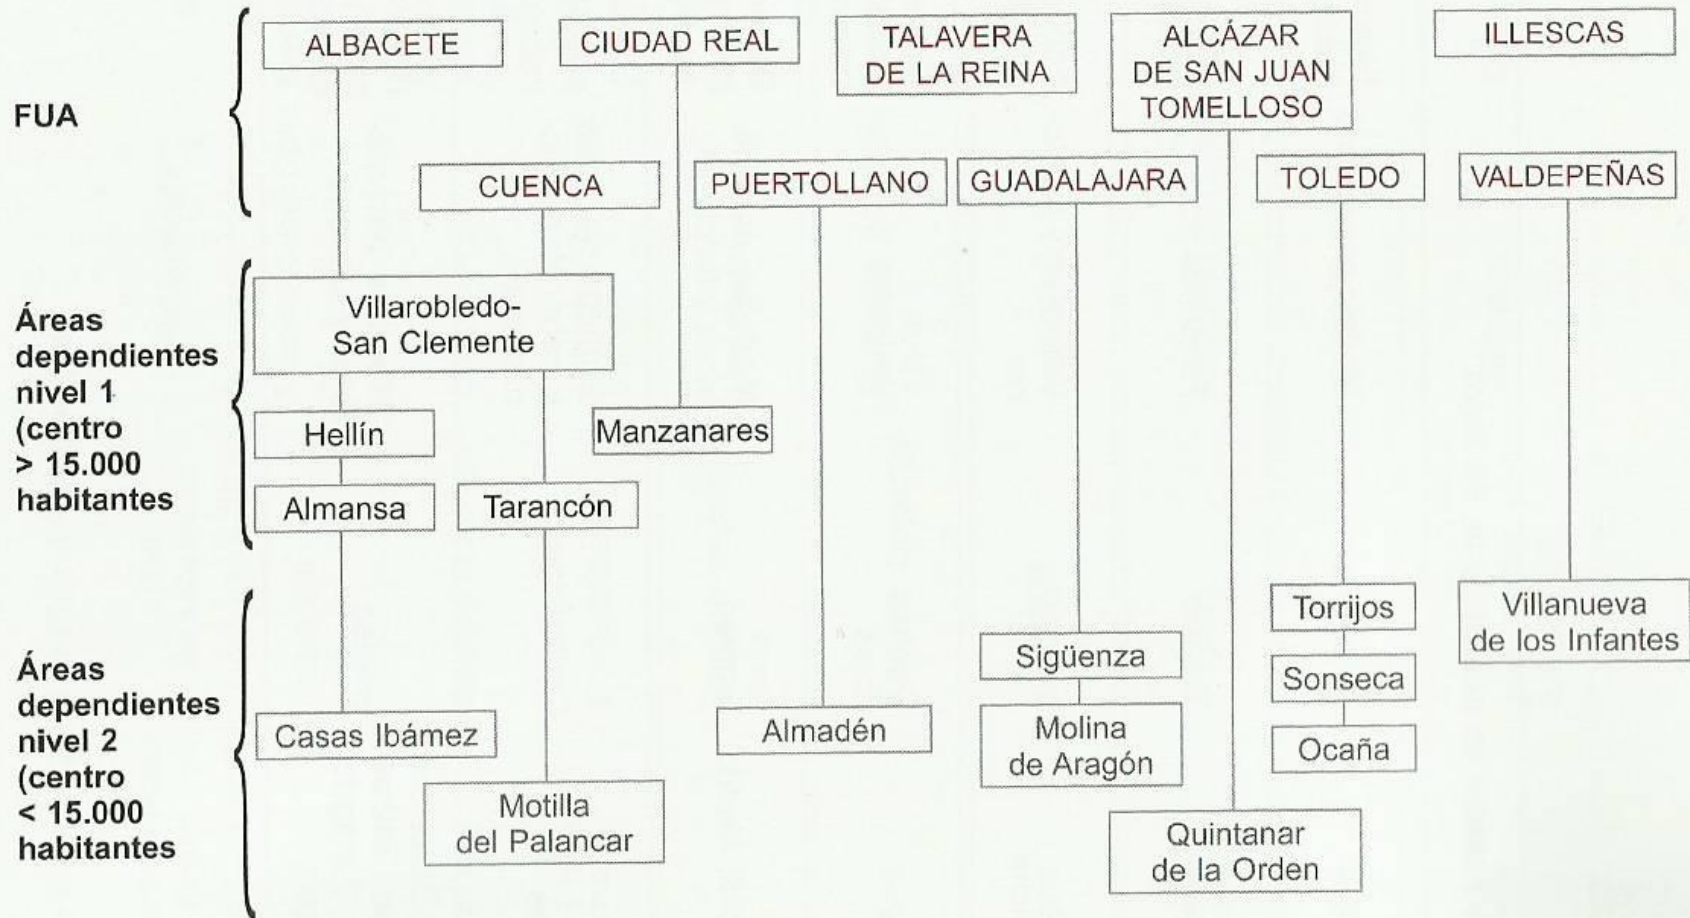 ALBACETE
CIUDAD REAL
TALAVERA
DE LA REINA
ALCÁZAR
DE SAN JUAN
TOMELLOSO
ILLESCAS
FUA
CUENCA
PUERTOLLANO
GUADALAJARA
TOLEDO
VALDEPEÑAS
Áreas
dependientes
nivel 1
(centro
> 15.000
habitantes
Villarobledo-
San Clemente
Hellín
Manzanares
Almansa
Tarancón
Áreas
dependientes
nivel 2
(centro
< 15.000
habitantes
Torrijos
Villanueva
de los Infantes
Sigüenza
Sonseca
Casas Ibámez
Almadén
Molina
de Aragón
Ocaña
Motilla
del Palancar
Quintanar
de la Orden